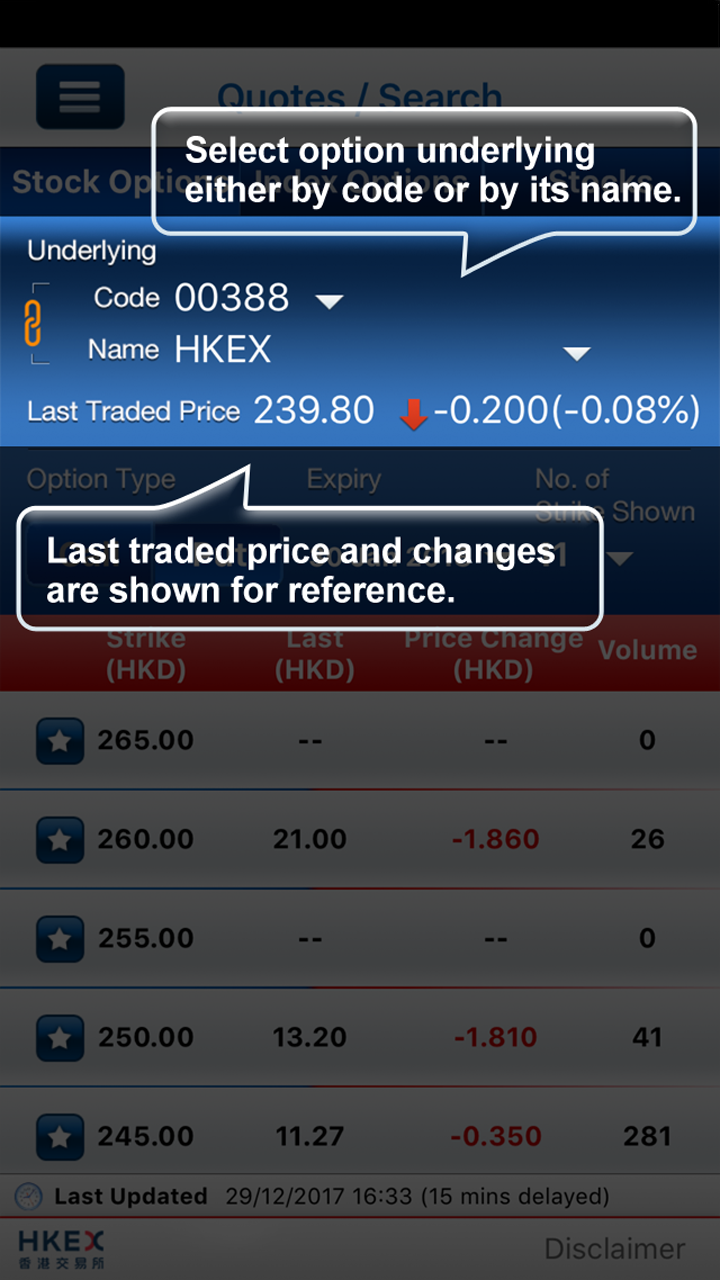 Quotes / Search
Select option underlying
either by code or by its name.
Stock Options Index Options Stocks
Underlying
Code 00388
Name HKEX
Last Traded Price 239.80 -0.200(-0.08%)
Option Type Expiry No. of
Strike Shown
Last traded price and changes
are shown for reference.
Strike Last Price Change Volume
(HKD) (HKD) (HKD)
265.00 -- -- 0
260.00 21.00 -1.860 26
255.00 -- -- 0
250.00 13.20 -1.810 41
245.00 11.27 -0.350 281
Last Updated 29/12/2017 16:33 (15 mins delayed)
HKEX
香港交易所
Disclaimer